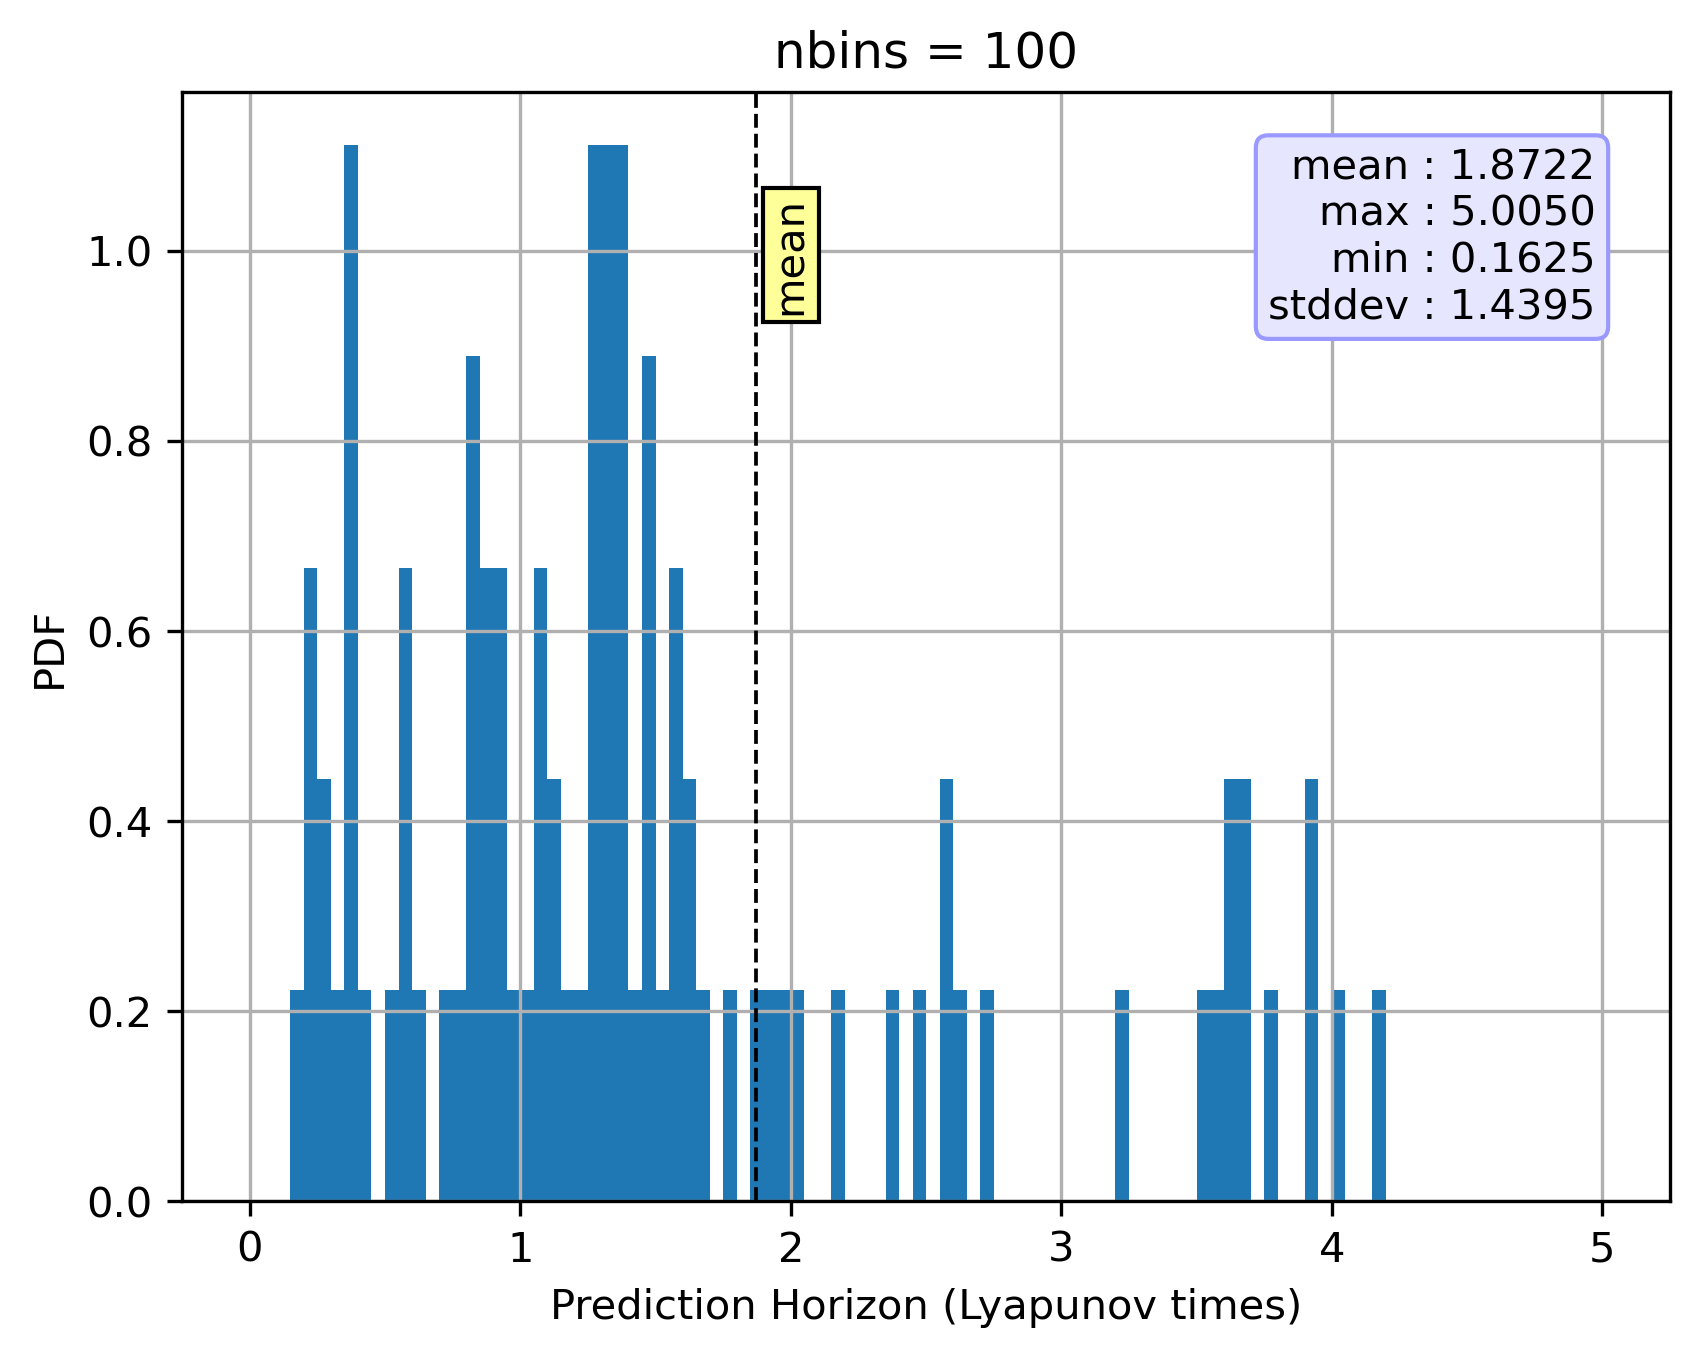 nbins = 100
mean : 1.8722
max : 5.0050
min : 0.1625
stddev : 1.4395
mean
PDF
1.0
0.8
0.6
0.4
0.2
0.0
0 1 2 3 4 5
Prediction Horizon (Lyapunov times)